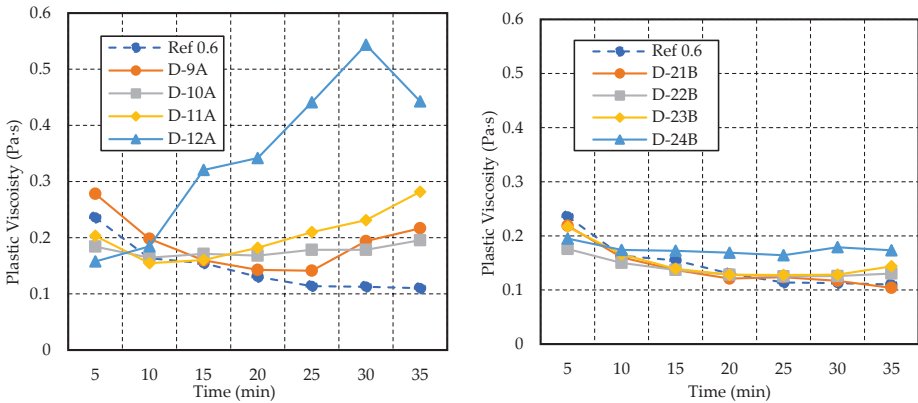 Plastic Viscoisty (Pa·s)
0.6
0.5
0.4
0.3
0.2
0.1
0
Ref 0.6
D-9A
D-10A
D-11A
D-12A
5 10 15 20 25 30 35
Time (min)
Plastic Viscosity (Pa·s)
0.6
0.5
0.4
0.3
0.2
0.1
0
Ref 0.6
D-21B
D-22B
D-23B
D-24B
5 10 15 20 25 30 35
Time (min)